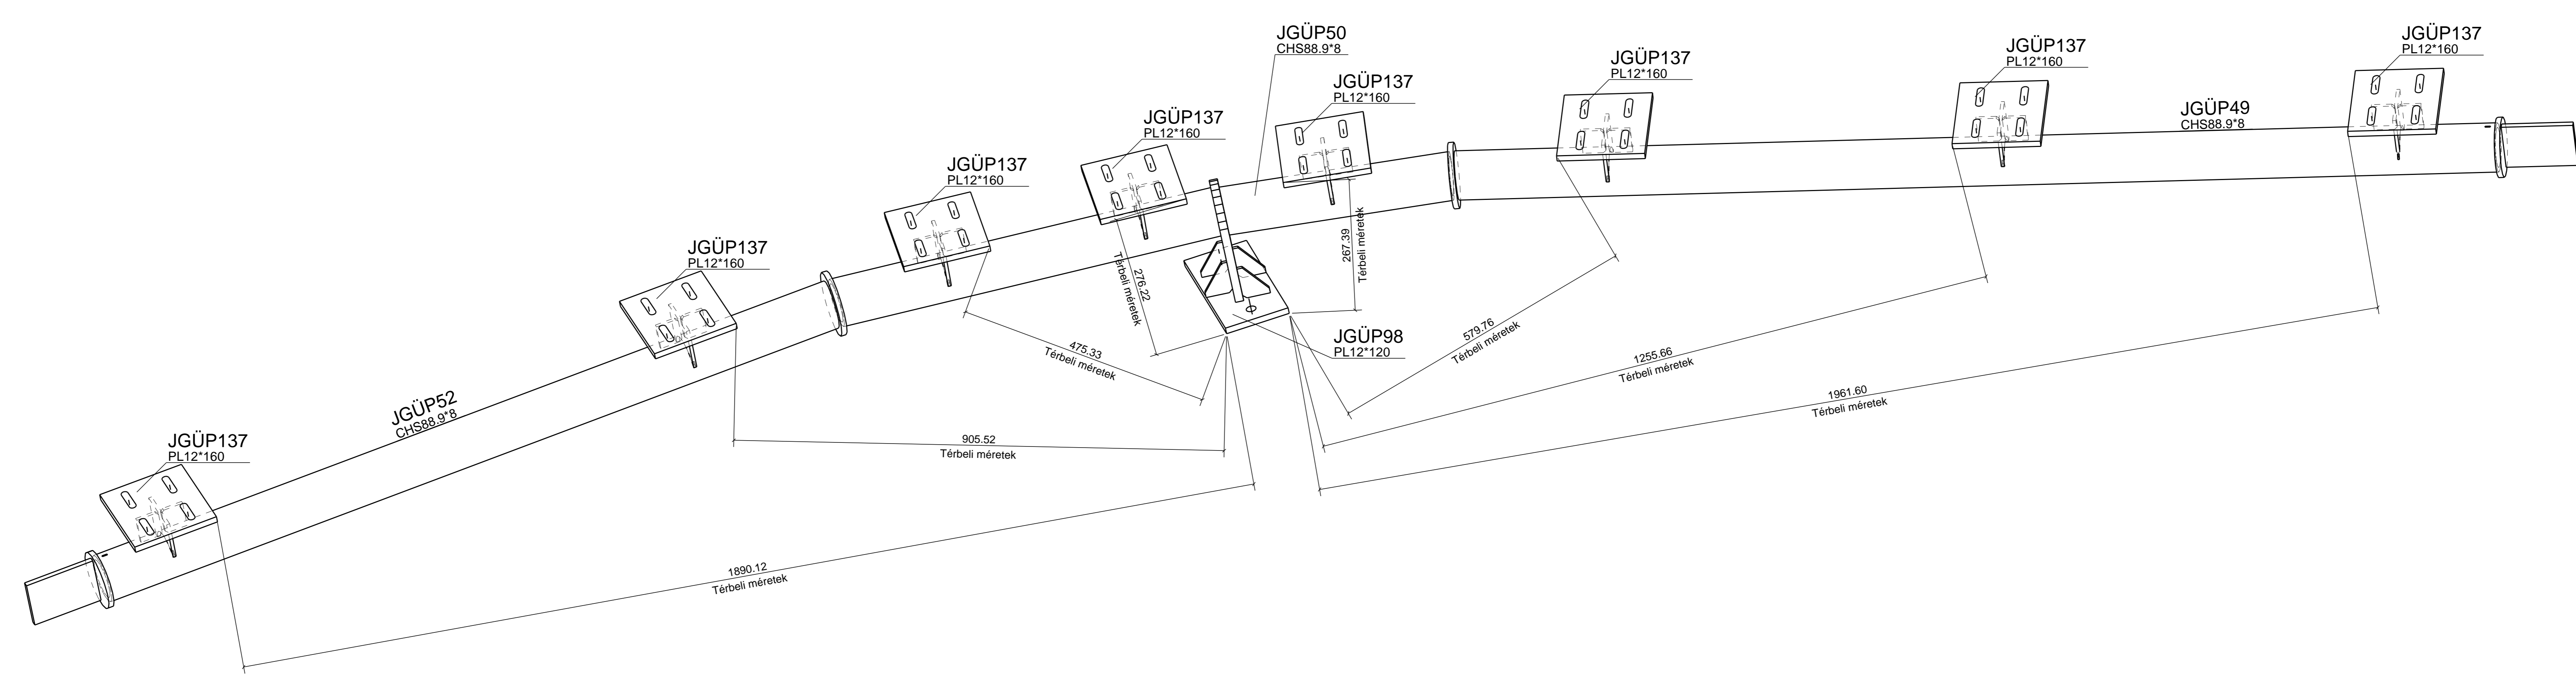 JGÜP50
CHS88.9*8
JGÜP137
PL12*160
JGÜP137
PL12*160
JGÜP137
PL12*160
JGÜP137
PL12*160
JGÜP49
CHS88.9*8
JGÜP137
PL12*160
JGÜP137
PL12*160
JGÜP137
PL12*160
JGÜP137
PL12*160
267.39
Térbeli méretek
276.22
Térbeli méretek
JGÜP98
PL12*120
475.33
Térbeli méretek
579.76
Térbeli méretek
1255.66
Térbeli méretek
1961.60
Térbeli méretek
JGÜP52
CHS88.9*8
905.52
Térbeli méretek
JGÜP137
PL12*160
1890.12
Térbeli méretek